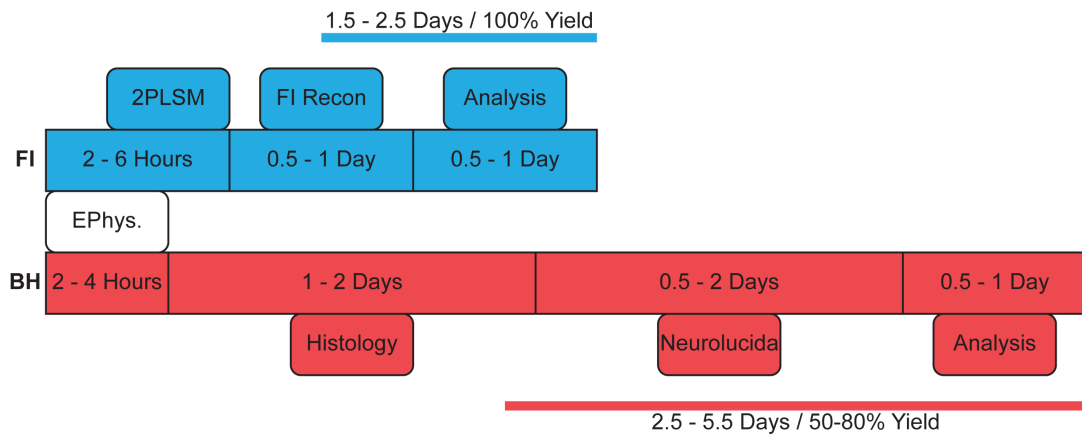 1.5 - 2.5 Days / 100% Yield
2PLSM FI Recon Analysis
FI 2 - 6 Hours 0.5 - 1 Day 0.5 - 1 Day
EPhys.
BH 2 - 4 Hours 1 - 2 Days 0.5 - 2 Days 0.5 - 1 Day
Histology Neurolucida Analysis
2.5 - 5.5 Days / 50-80% Yield